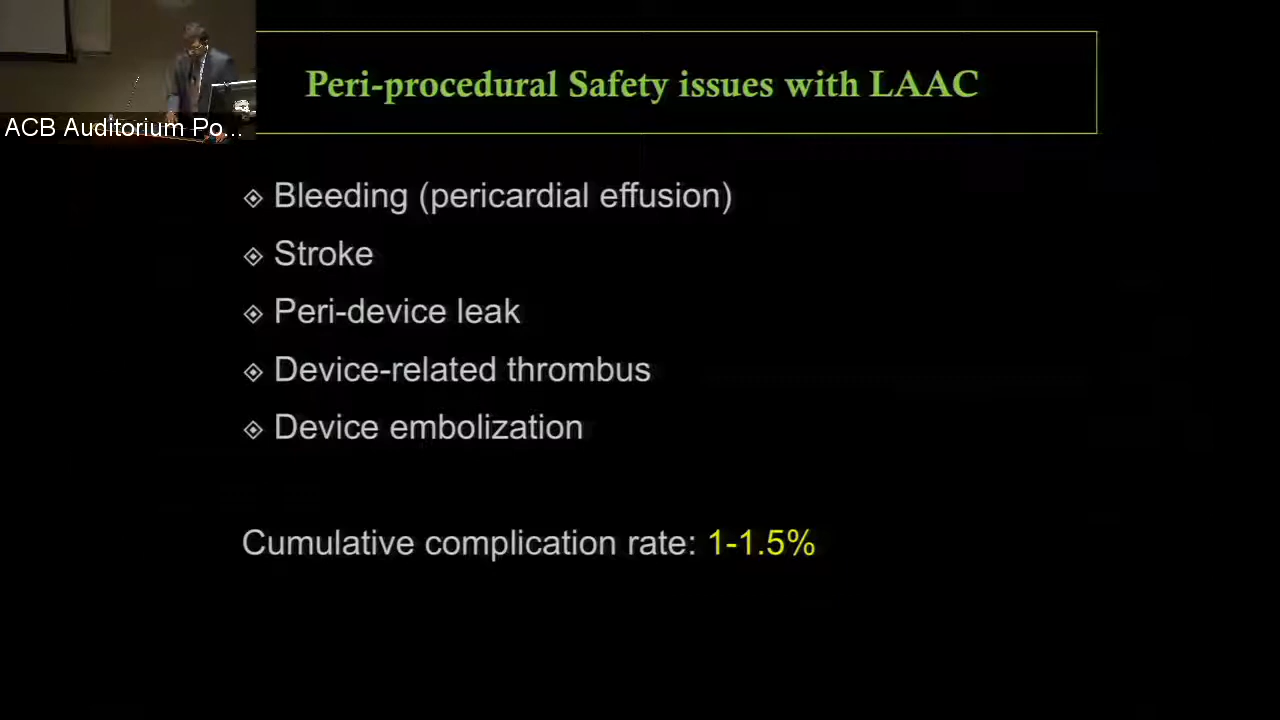 Peri-procedural Safety issues with LAAC
ACB Auditorium Po...
Bleeding (pericardial effusion)
Stroke
Peri-device leak
Device-related thrombus
Device embolization
Cumulative complication rate: 1-1.5%